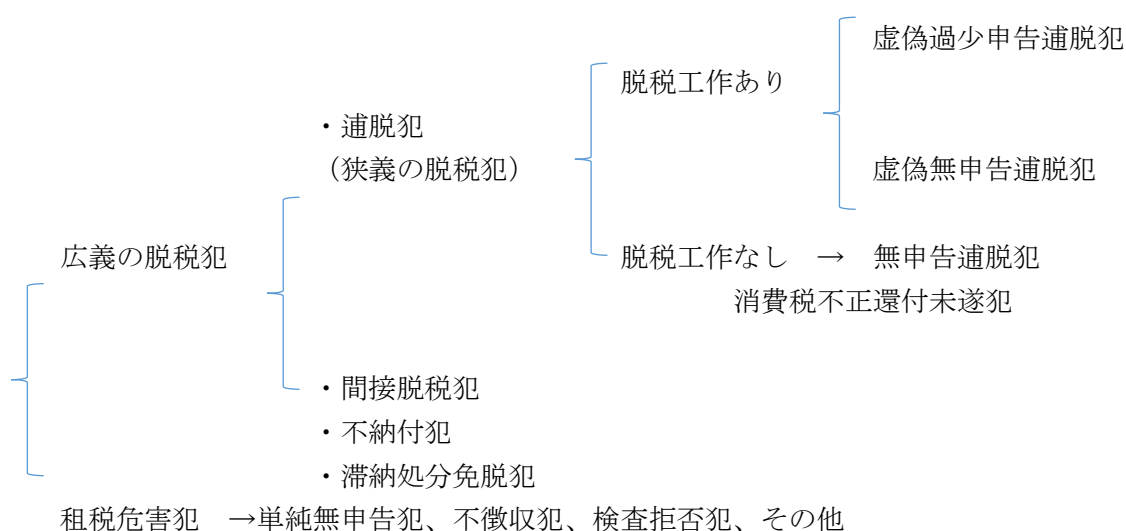 虚偽過少申告逋脱犯
脱税工作あり
・逋脱犯
（狭義の脱税犯）
虚偽無申告逋脱犯
広義の脱税犯
脱税工作なし　→　無申告逋脱犯
消費税不正還付未遂犯
・間接脱税犯
・不納付犯
・滞納処分免脱犯
租税危害犯　→単純無申告犯、不徴収犯、検査拒否犯、その他